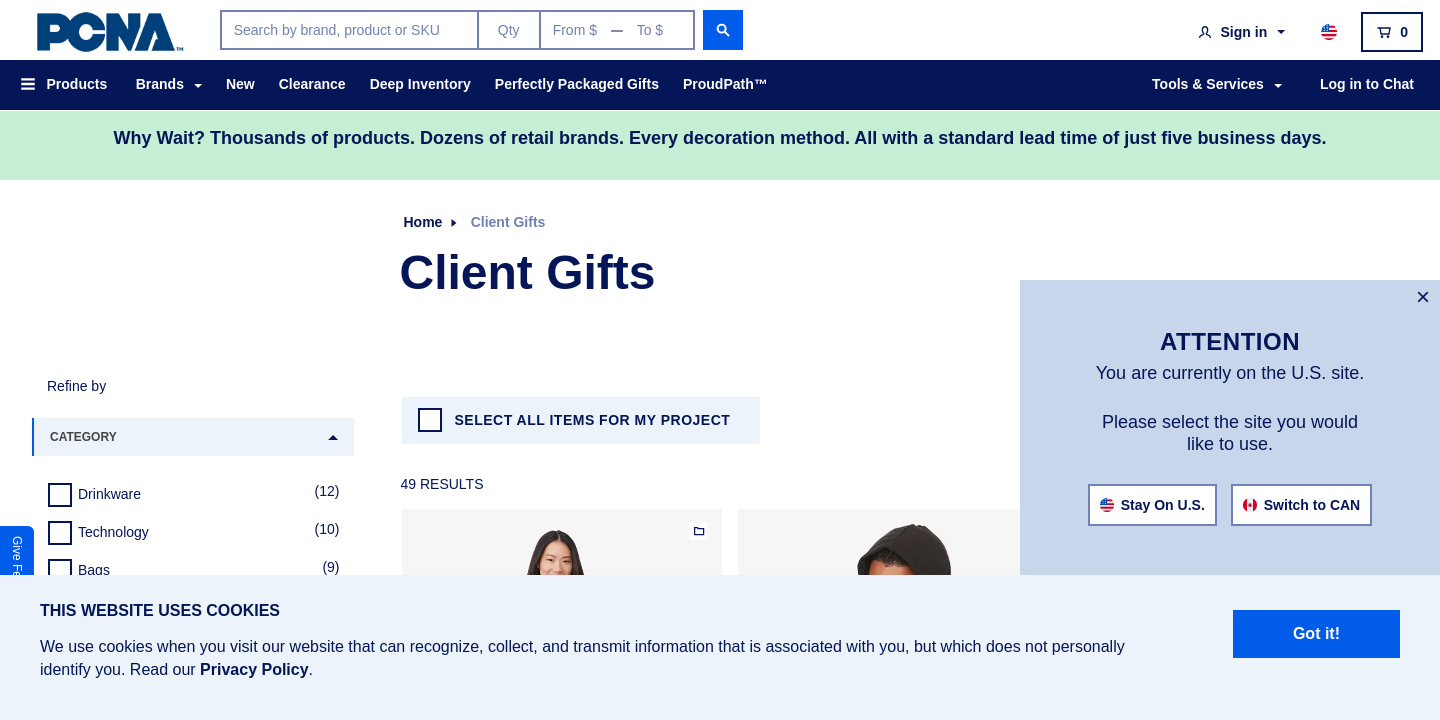 PCNA™
Search by brand, product or SKU
Qty
From $ — To $
Sign in
0
Products
Brands
New
Clearance
Deep Inventory
Perfectly Packaged Gifts
ProudPath™
Tools & Services
Log in to Chat
Why Wait? Thousands of products. Dozens of retail brands. Every decoration method. All with a standard lead time of just five business days.
Home
Client Gifts
Client Gifts
ATTENTION
You are currently on the U.S. site.
Please select the site you would
like to use.
Stay On U.S.
Switch to CAN
Refine by
CATEGORY
Drinkware (12)
Technology (10)
Bags (9)
SELECT ALL ITEMS FOR MY PROJECT
49 RESULTS
Give
THIS WEBSITE USES COOKIES
We use cookies when you visit our website that can recognize, collect, and transmit information that is associated with you, but which does not personally
identify you. Read our Privacy Policy.
Got it!